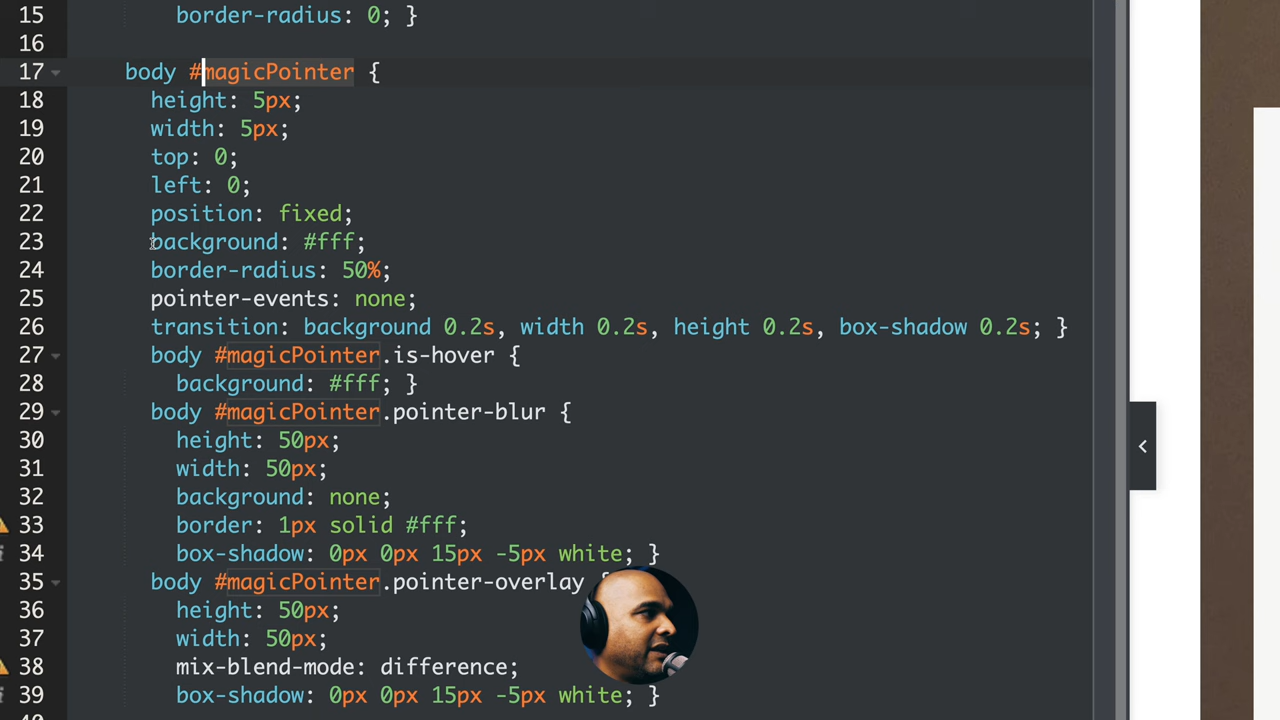 15 border-radius: 0; }
16
17 body #magicPointer {
18 height: 5px;
19 width: 5px;
20 top: 0;
21 left: 0;
22 position: fixed;
23 background: #fff;
24 border-radius: 50%;
25 pointer-events: none;
26 transition: background 0.2s, width 0.2s, height 0.2s, box-shadow 0.2s; }
27 body #magicPointer.is-hover {
28 background: #fff; }
29 body #magicPointer.pointer-blur {
30 height: 50px;
31 width: 50px;
32 background: none;
33 border: 1px solid #fff;
34 box-shadow: 0px 0px 15px -5px white; }
35 body #magicPointer.pointer-overlay {
36 height: 50px;
37 width: 50px;
38 mix-blend-mode: difference;
39 box-shadow: 0px 0px 15px -5px white; }